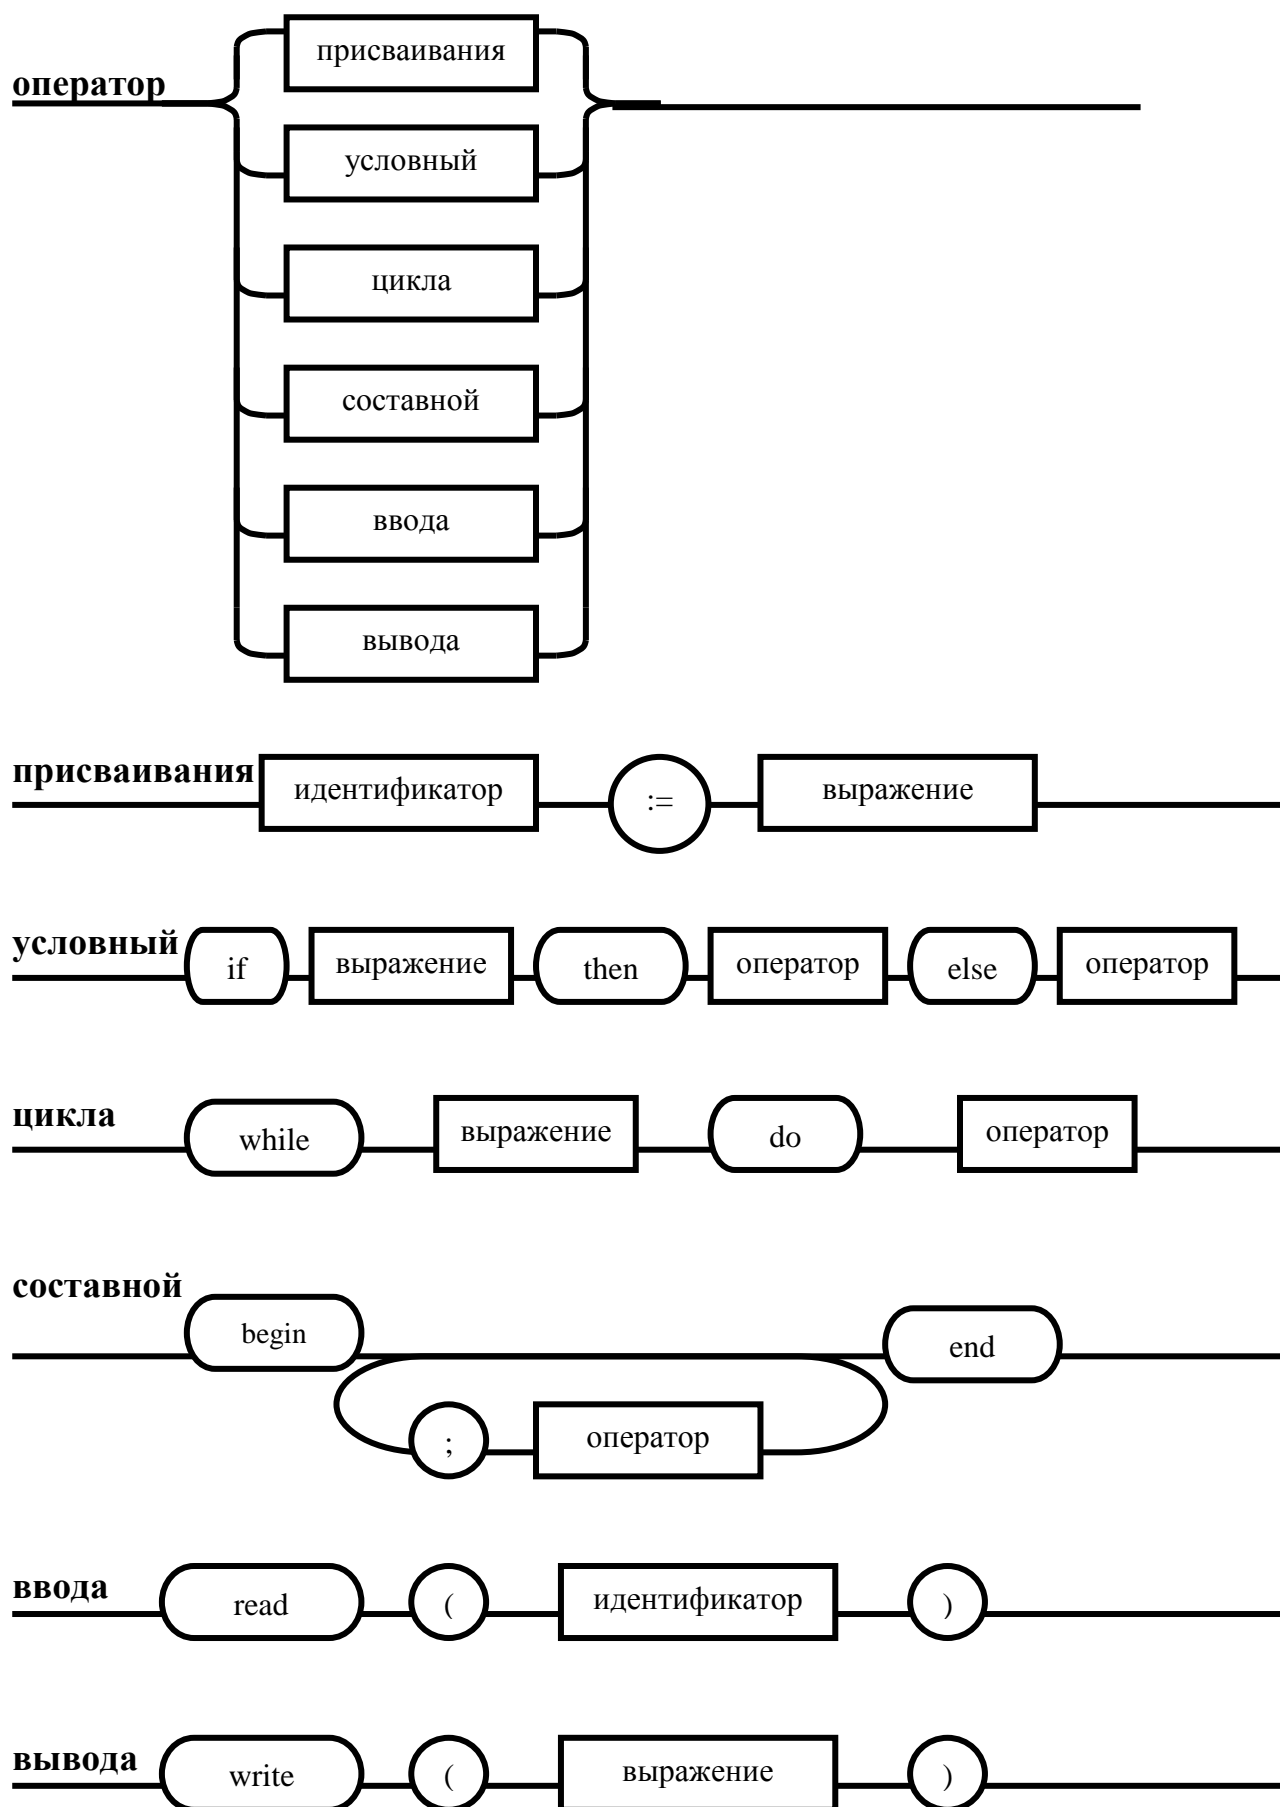 присваивания
оператор
условный
цикла
составной
ввода
вывода
присваивания идентификатор := выражение
условный if выражение then оператор else оператор
цикла while выражение do оператор
составной
begin end
; оператор
ввода read ( идентификатор )
вывода write ( выражение )